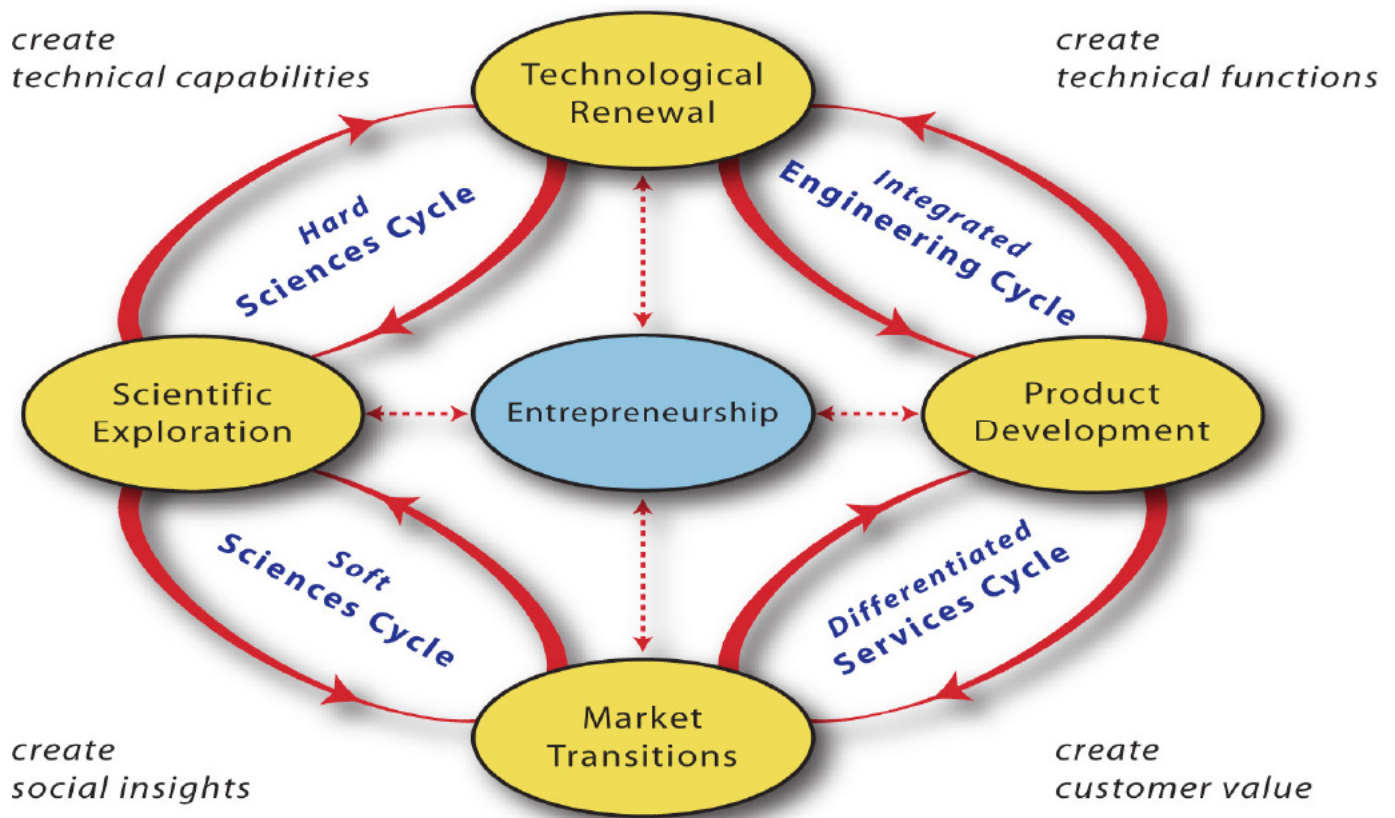 create
technical capabilities
Technological
Renewal
create
technical functions
Hard
Sciences Cycle
Integrated
Engineering Cycle
Scientific
Exploration
Entrepreneurship
Product
Development
Soft
Sciences Cycle
Differentiated
Services Cycle
Market
Transitions
create
social insights
create
customer value